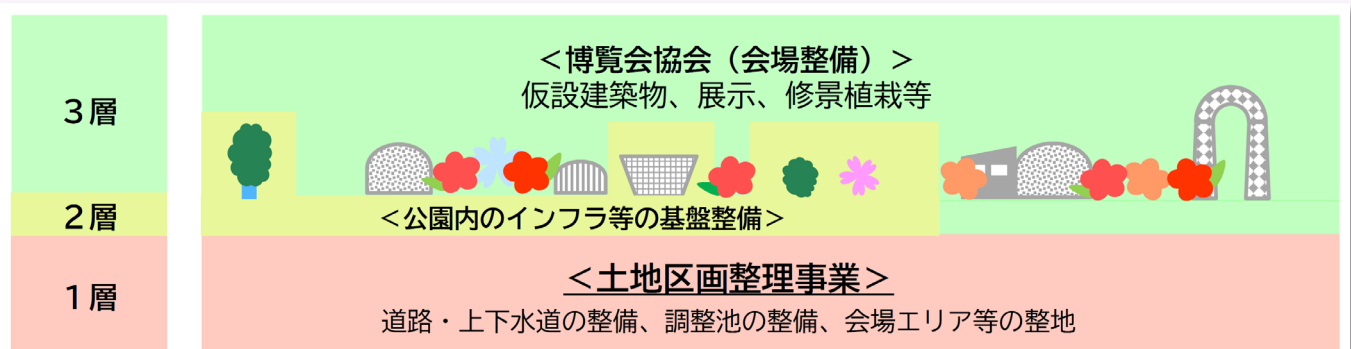 ３層
＜博覧会協会（会場整備）＞
仮設建築物、展示、修景植栽等
２層
＜公園内のインフラ等の基盤整備＞
１層
＜土地区画整理事業＞
道路・上下水道の整備、調整池の整備、会場エリア等の整地